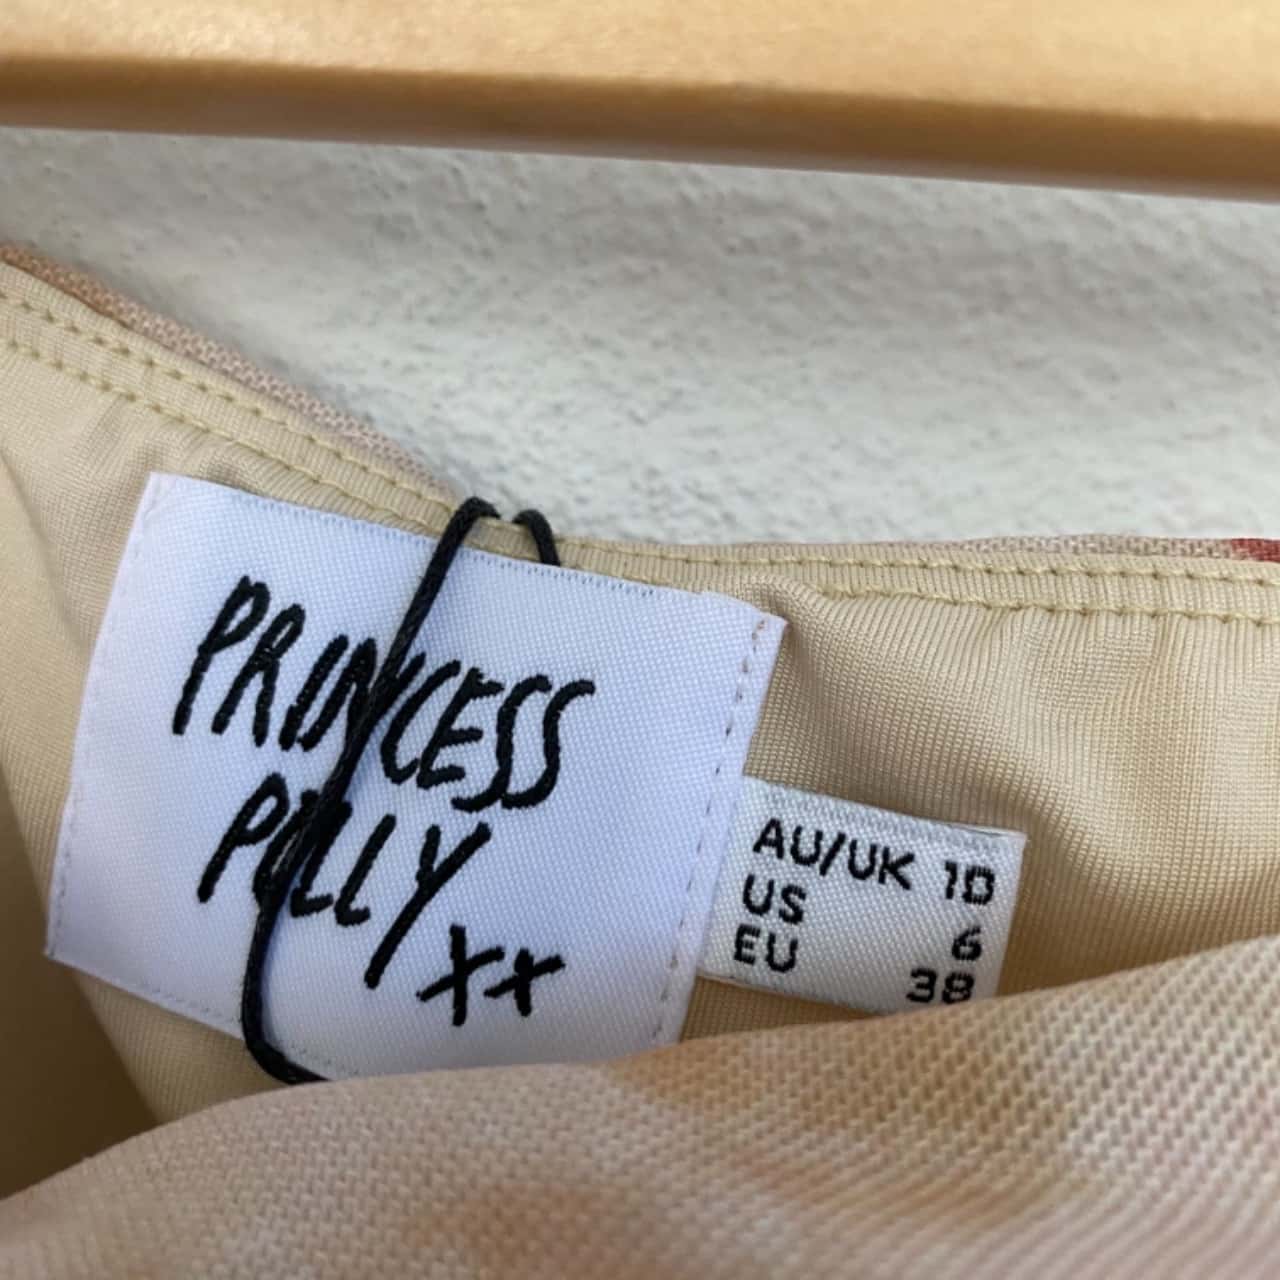 PRINCESS
POLLY
xx
AU/UK 10
US 6
EU 38